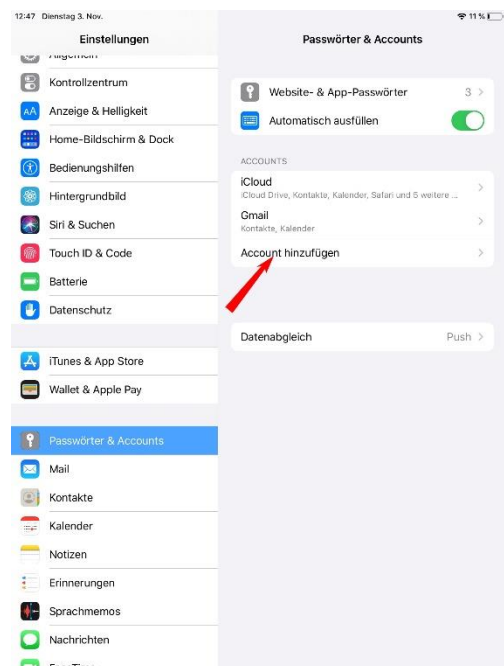 12:47 Dienstag 3. Nov.
11 %
Einstellungen
Allgemein
Kontrollzentrum
AA
Anzeige & Helligkeit
Home-Bildschirm & Dock
Bedienungshilfen
Hintergrundbild
Siri & Suchen
Touch ID & Code
Batterie
Datenschutz
iTunes & App Store
Wallet & Apple Pay
Passwörter & Accounts
Mail
Kontakte
Kalender
Notizen
Erinnerungen
Sprachmemos
Nachrichten
FaceTime
Passwörter & Accounts
Website- & App-Passwörter 3
Automatisch ausfüllen
ACCOUNTS
iCloud
iCloud Drive, Kontakte, Kalender, Safari und 5 weitere ...
Gmail
Kontakte, Kalender
Account hinzufügen
Datenabgleich Push